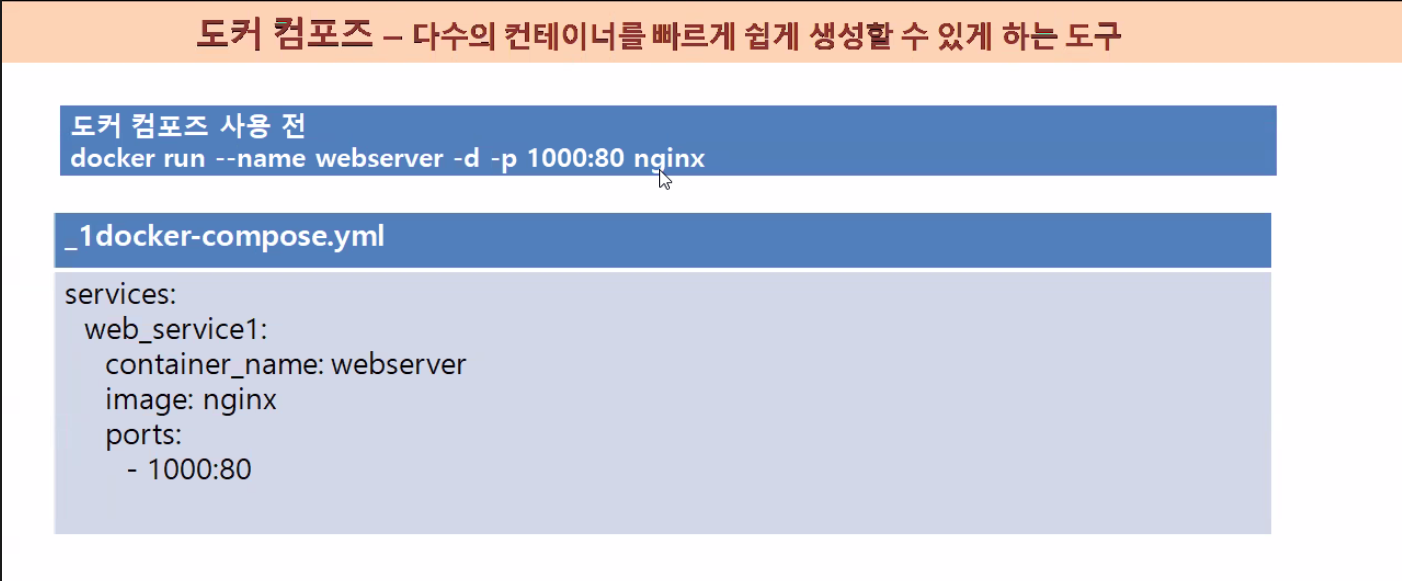 도커 컴포즈 – 다수의 컨테이너를 빠르게 쉽게 생성할 수 있게 하는 도구
도커 컴포즈 사용 전
docker run --name webserver -d -p 1000:80 nginx
_1docker-compose.yml
services:
web_service1:
container_name: webserver
image: nginx
ports:
- 1000:80